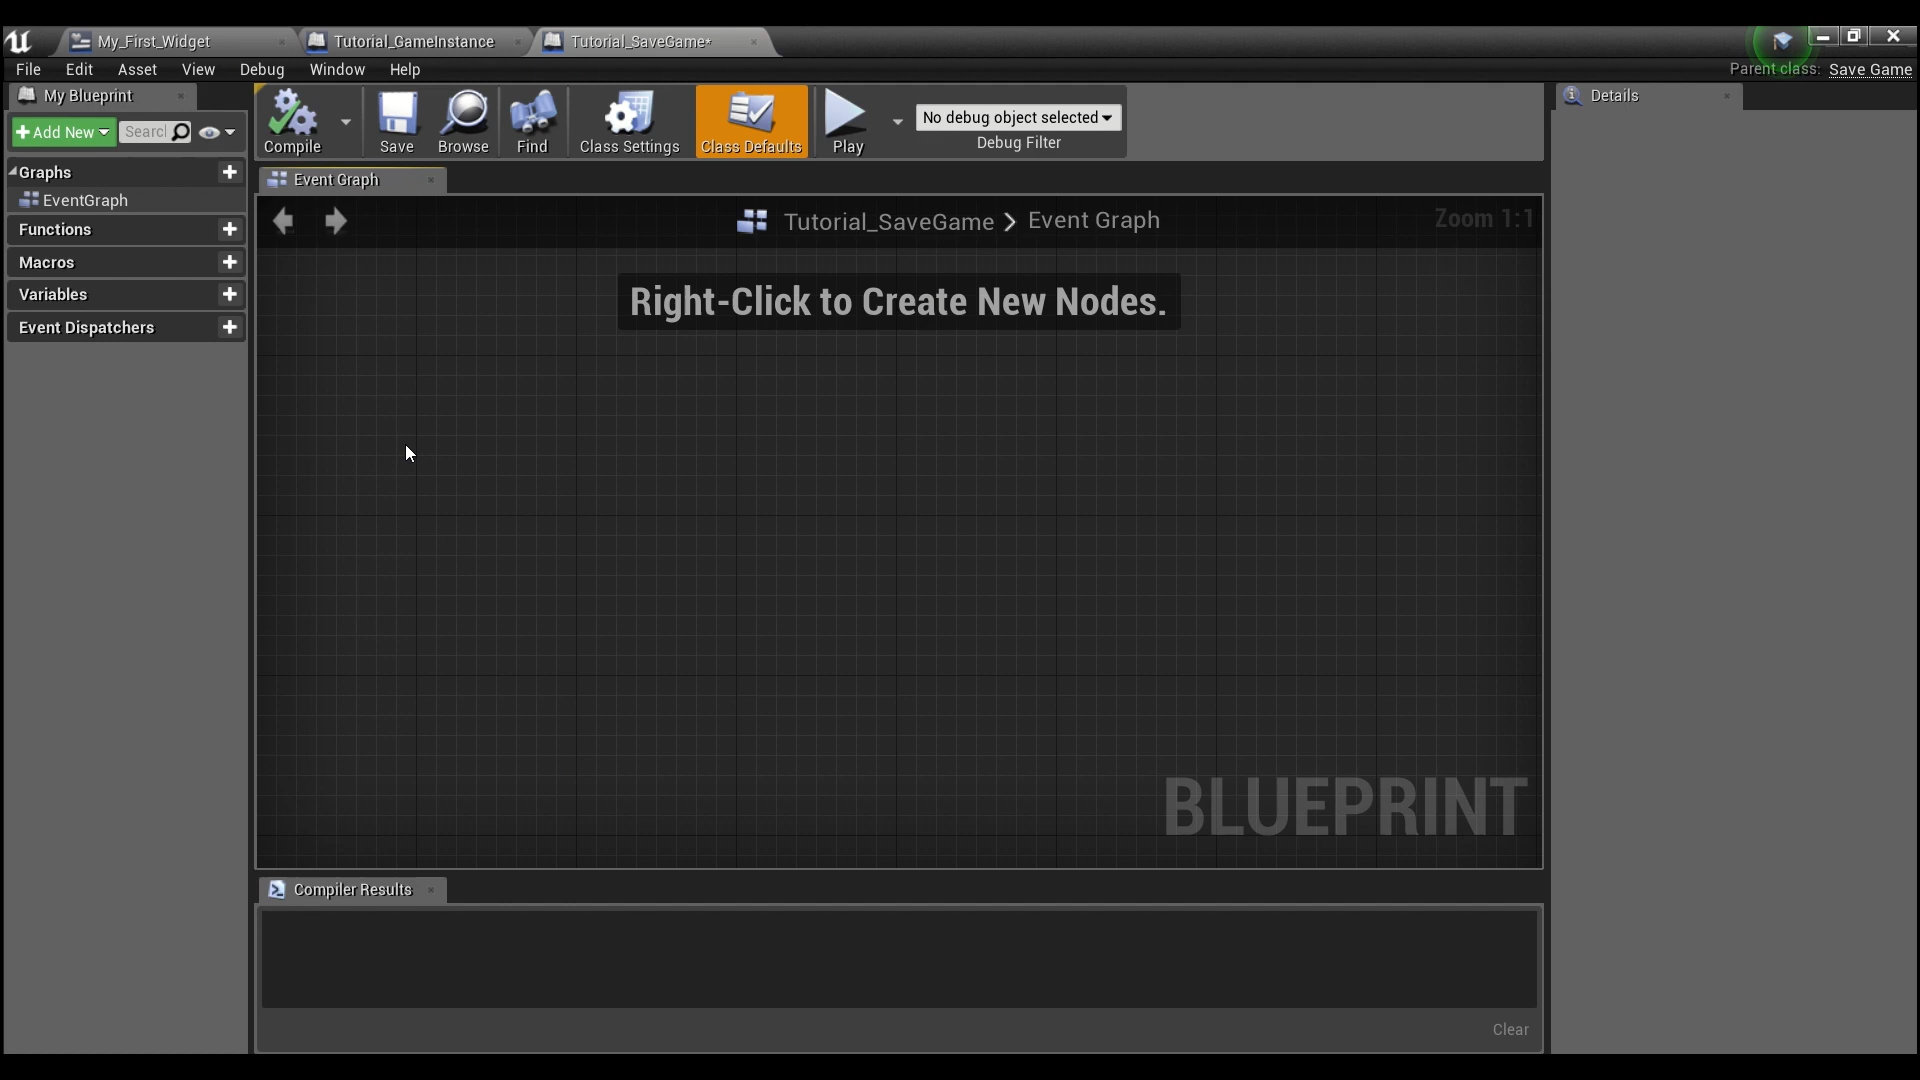 My_First_Widget
Tutorial_GameInstance
Tutorial_SaveGame*
File Edit Asset View Debug Window Help
Parent class: Save Game
My Blueprint
Add New
Search
Graphs
EventGraph
Functions
Macros
Variables
Event Dispatchers
Compile
Save
Browse
Find
Class Settings
Class Defaults
Play
No debug object selected
Debug Filter
Event Graph
Tutorial_SaveGame > Event Graph
Zoom 1:1
Right-Click to Create New Nodes.
BLUEPRINT
Compiler Results
Clear
Details